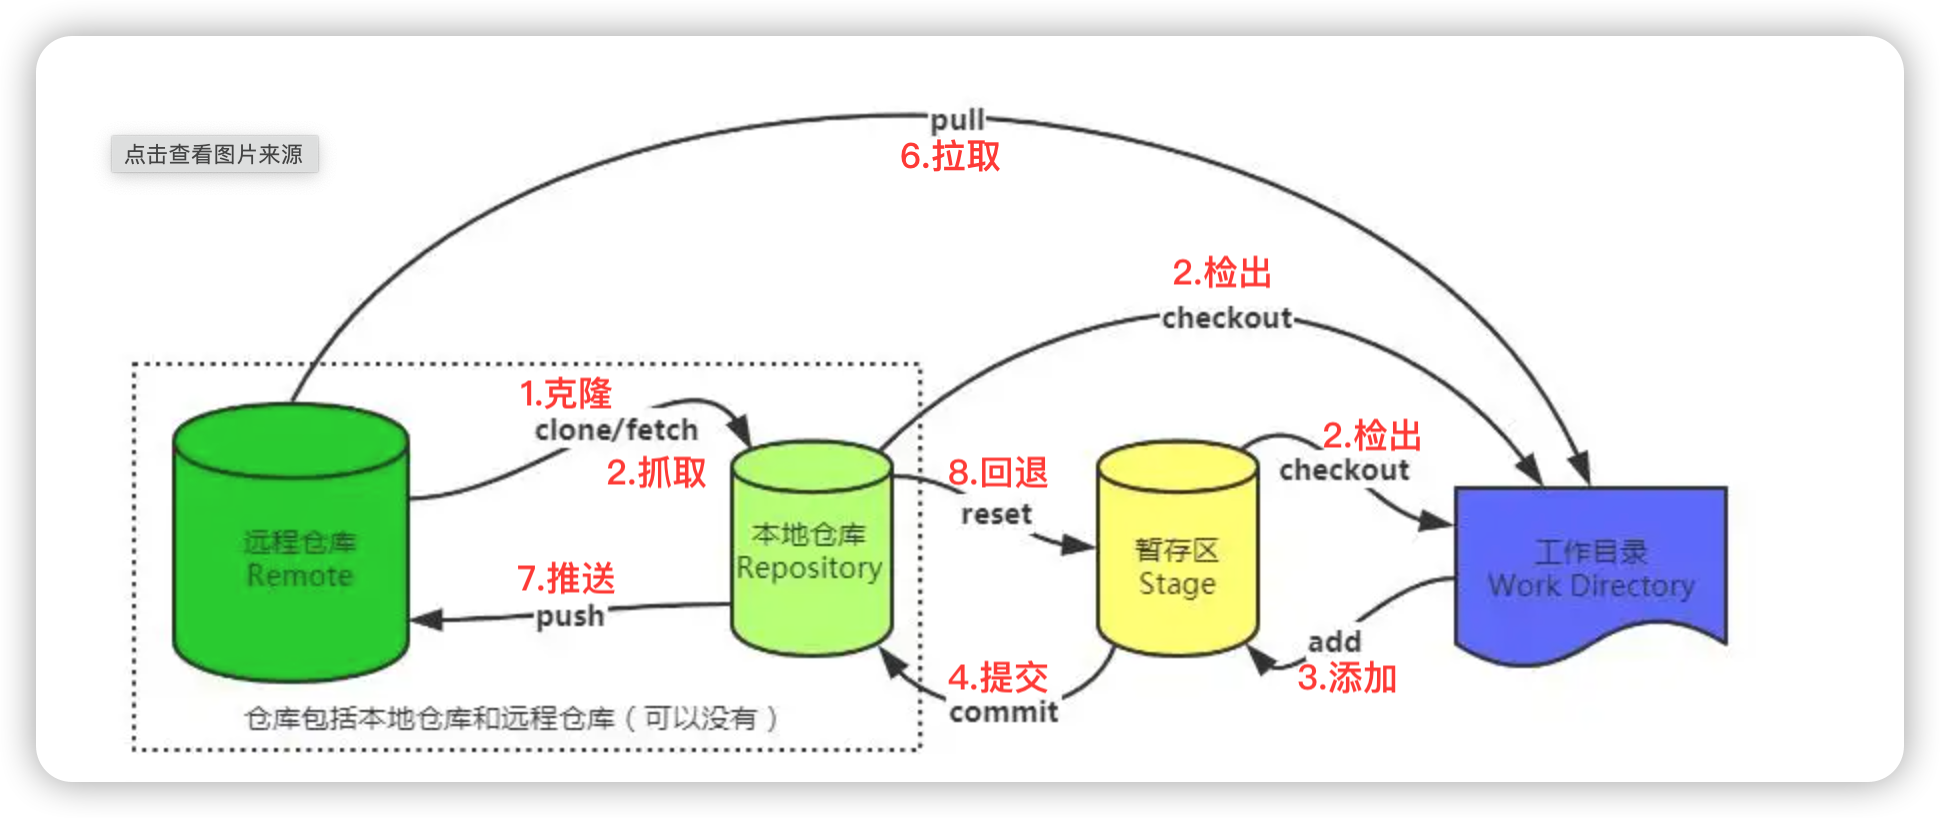 pull
6.拉取
点击查看图片来源
2.检出
checkout
1.克隆
clone/fetch
2.抓取
8.回退
reset
2.检出
checkout
远程仓库
Remote
本地仓库
Repository
暂存区
Stage
工作目录
Work Directory
7.推送
push
add
3.添加
4.提交
commit
仓库包括本地仓库和远程仓库（可以没有）